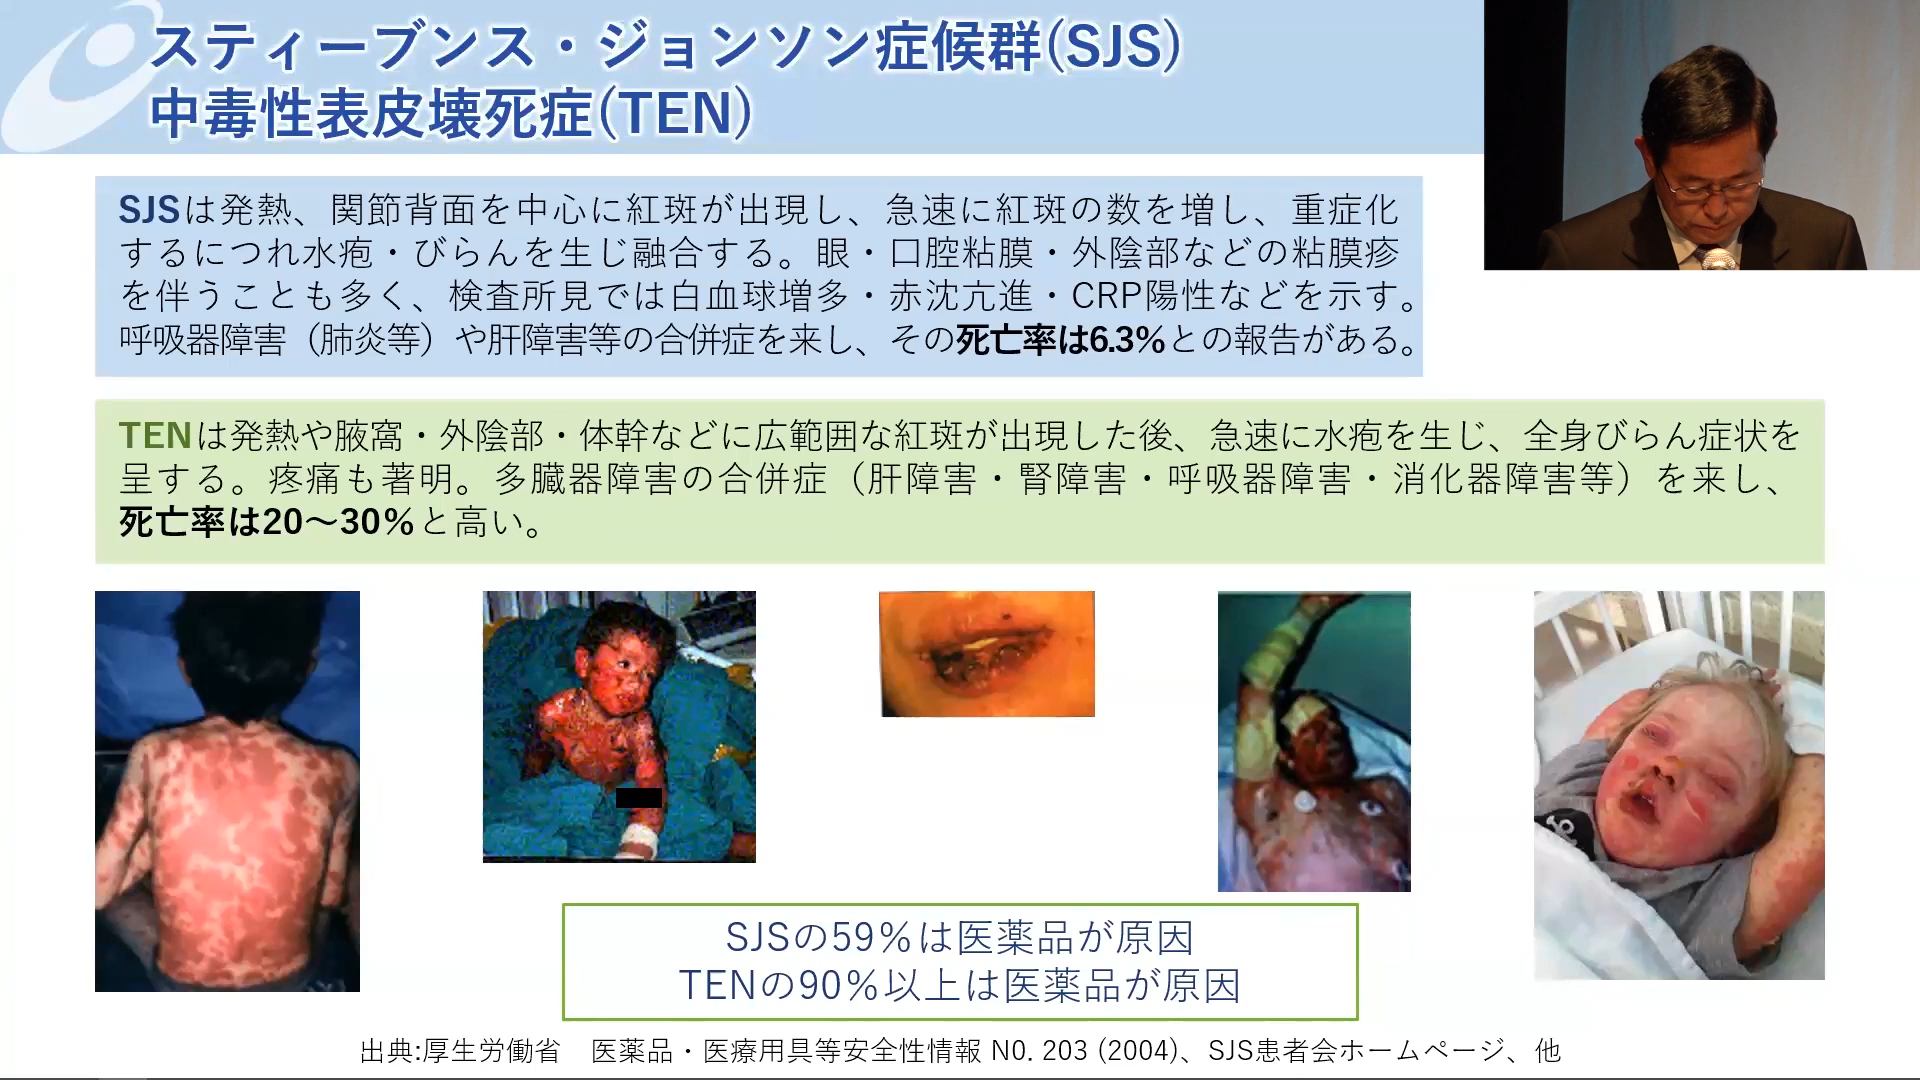 スティーブンス・ジョンソン症候群(SJS)
中毒性表皮壊死症(TEN)
SJSは発熱、関節背面を中心に紅斑が出現し、急速に紅斑の数を増し、重症化
するにつれ水疱・びらんを生じ融合する。眼・口腔粘膜・外陰部などの粘膜疹
を伴うことも多く、検査所見では白血球増多・赤沈亢進・CRP陽性などを示す。
呼吸器障害（肺炎等）や肝障害等の合併症を来し、その死亡率は6.3%との報告がある。
TENは発熱や腋窩・外陰部・体幹などに広範囲な紅斑が出現した後、急速に水疱を生じ、全身びらん症状を
呈する。疼痛も著明。多臓器障害の合併症（肝障害・腎障害・呼吸器障害・消化器障害等）を来し、
死亡率は20～30%と高い。
SJSの59%は医薬品が原因
TENの90%以上は医薬品が原因
出典:厚生労働省　医薬品・医療用具等安全性情報 N0. 203 (2004)、SJS患者会ホームページ、他